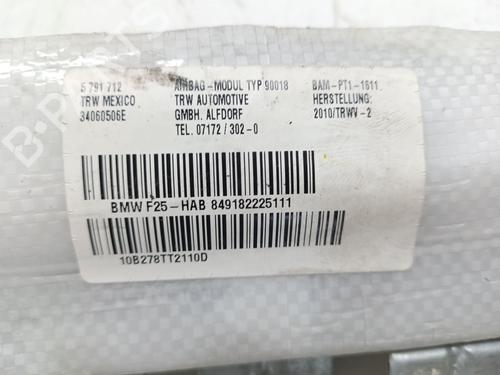 5 791 712
TRW MEXICO
34060506E
AIRBAG-MODUL TYP 90018
TRW AUTOMOTIVE
GMBH. ALFDORF
TEL. 07172/302-0
BAM-PT1-1611
HERSTELLUNG:
2010/TRWV-2
BMW F25-HAB 849182225111
10B278TT2110D